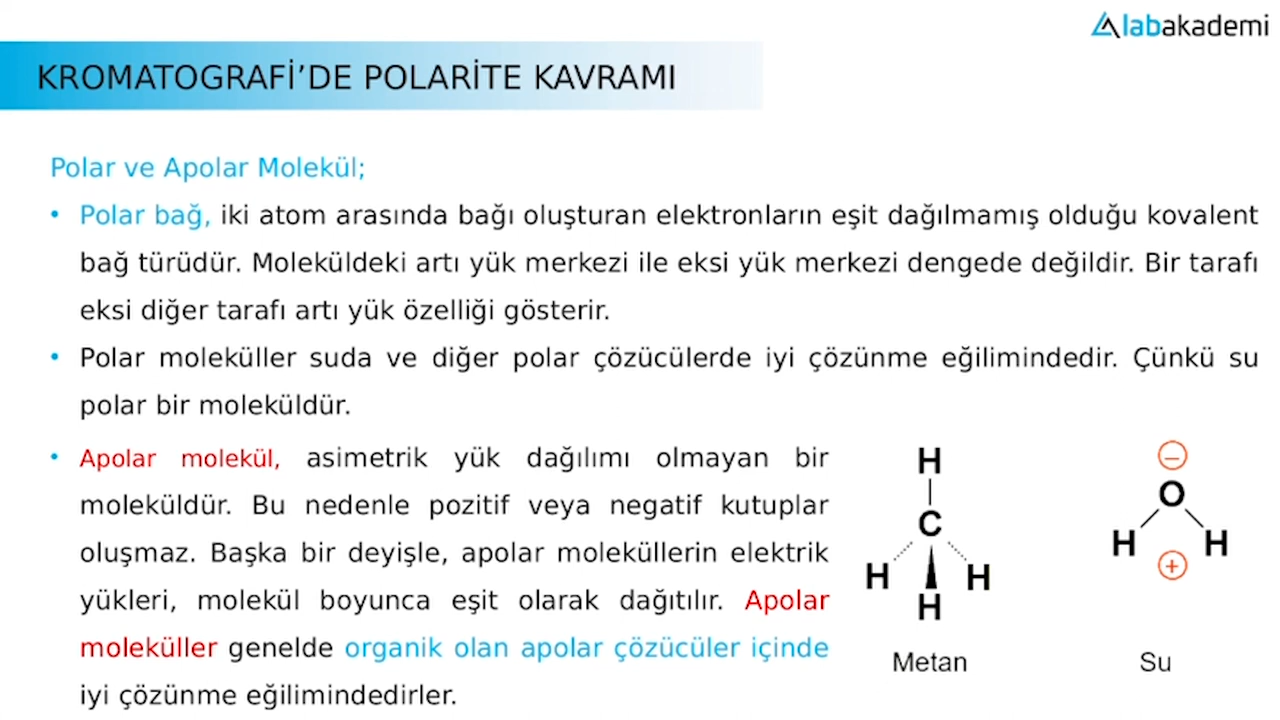 labakademi
KROMATOGRAFİ’DE POLARİTE KAVRAMI
Polar ve Apolar Molekül;
• Polar bağ, iki atom arasında bağı oluşturan elektronların eşit dağılmamış olduğu kovalent
bağ türüdür. Moleküldeki artı yük merkezi ile eksi yük merkezi dengede değildir. Bir tarafı
eksi diğer tarafı artı yük özelliği gösterir.
• Polar moleküller suda ve diğer polar çözücülerde iyi çözünme eğilimindedir. Çünkü su
polar bir moleküldür.
• Apolar molekül, asimetrik yük dağılımı olmayan bir
moleküldür. Bu nedenle pozitif veya negatif kutuplar
oluşmaz. Başka bir deyişle, apolar moleküllerin elektrik
yükleri, molekül boyunca eşit olarak dağıtılır. Apolar
moleküller genelde organik olan apolar çözücüler içinde
iyi çözünme eğilimindedirler.
H
C
H H
H
Metan
−
O
H H
+
Su